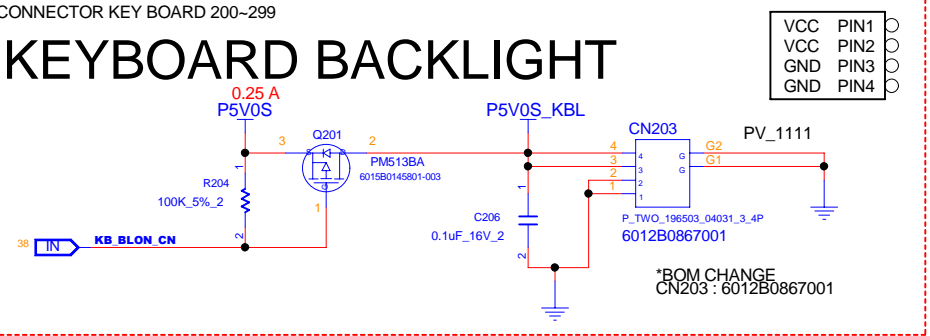 CONNECTOR KEY BOARD 200~299
KEYBOARD BACKLIGHT
VCC PIN1
VCC PIN2
GND PIN3
GND PIN4
0.25 A
P5V0S
P5V0S_KBL
Q201
3
2
PM513BA
6015B0145801-003
1
1
R204
100K_5%_2
2
38
IN
KB_BLON_CN
1
C206
0.1uF_16V_2
2
CN203
PV_1111
4
3
2
1
4
3
2
1
G
G
G2
G1
P_TWO_196503_04031_3_4P
6012B0867001
*BOM CHANGE
CN203 : 6012B0867001